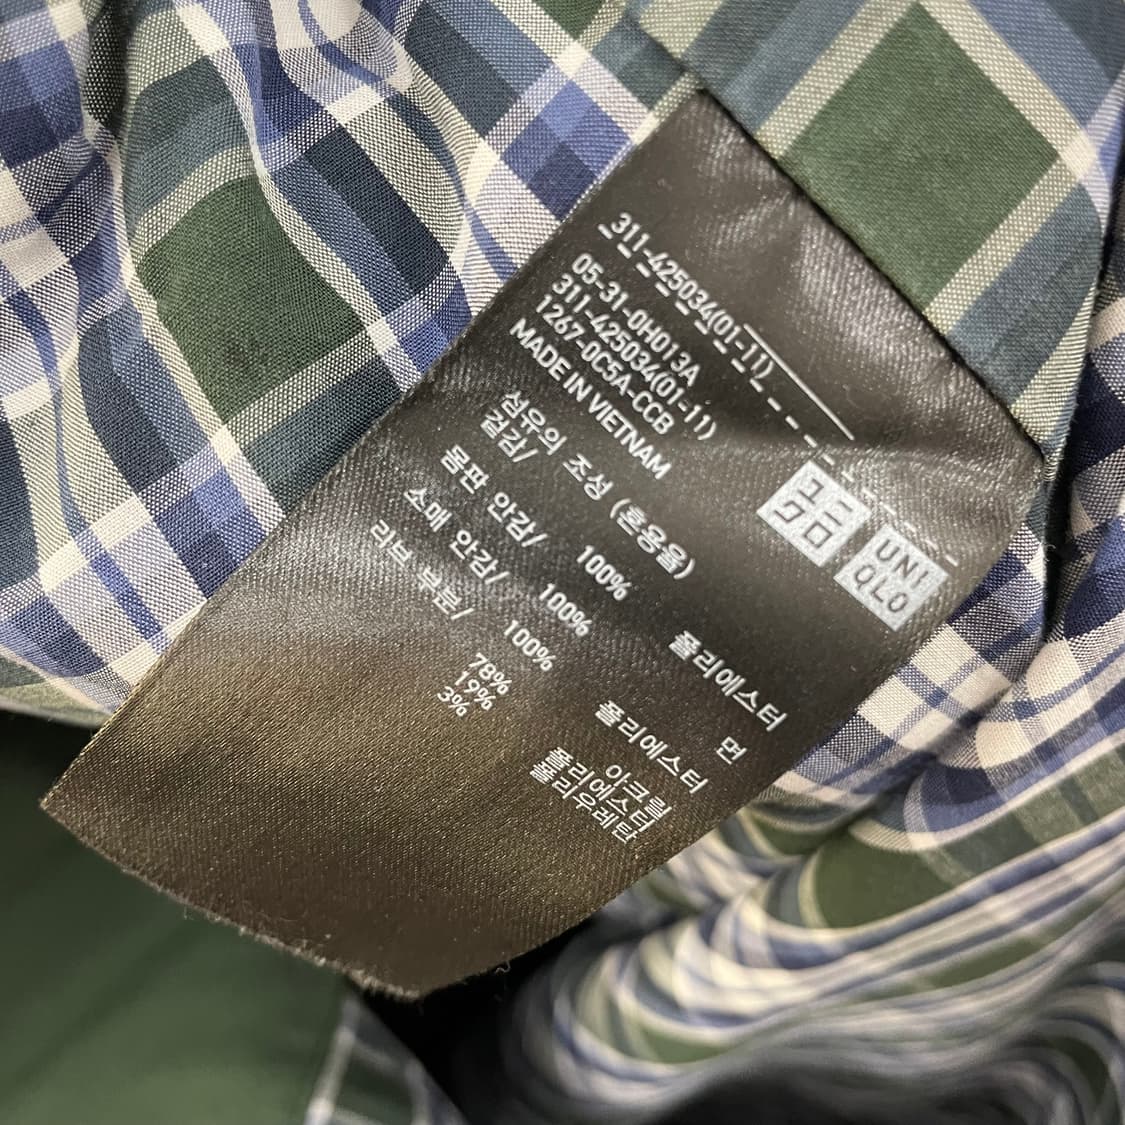 311-425034(01-11)
ユニ
クロ
UNI
QLO
05-31-0H013A
311-425034(01-11)
1267-0C5A-CCB
MADE IN VIETNAM
섬유의 조성 (혼용율)
겉감/ 100% 폴리에스터
몸판 안감/ 100% 면
소매 안감/ 100% 폴리에스터
리브 부분/ 78% 아크릴
19% 폴리에스터
3% 폴리우레탄